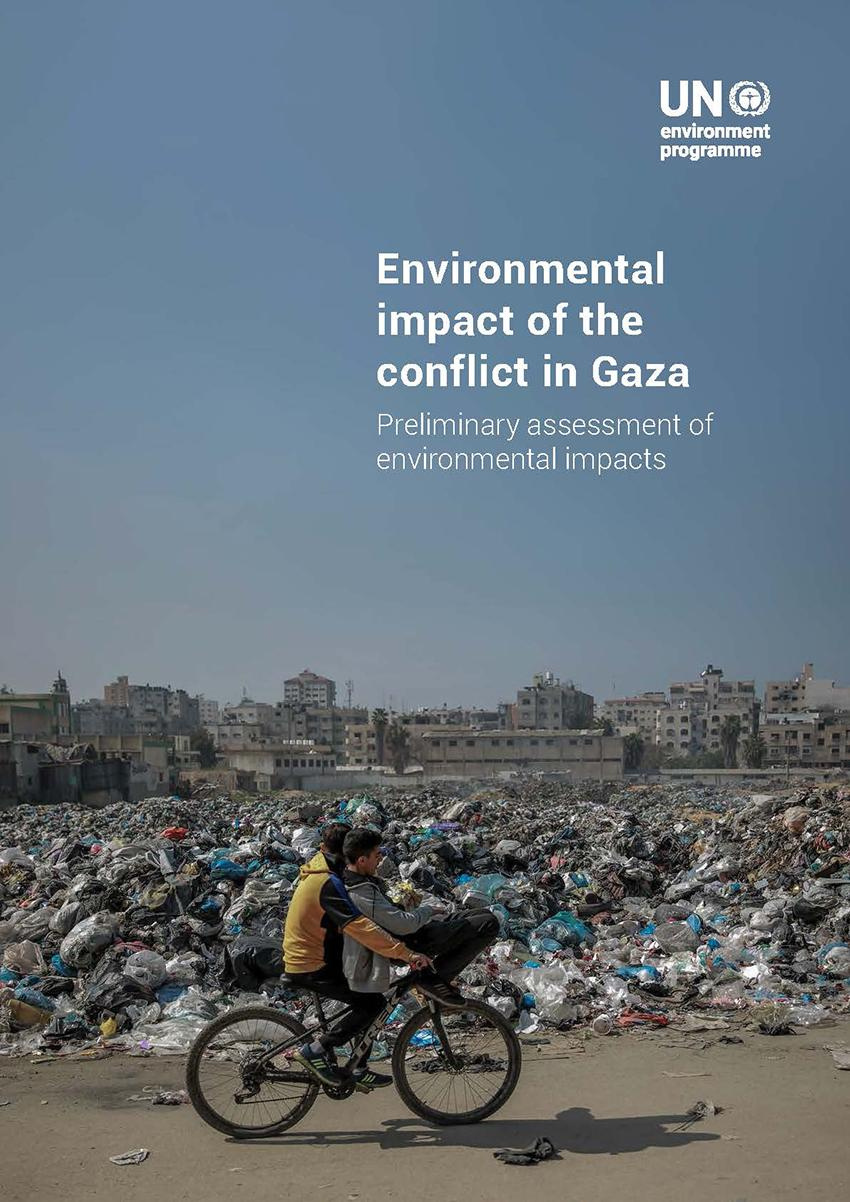 UN
environment
programme
Environmental
impact of the
conflict in Gaza
Preliminary assessment of
environmental impacts